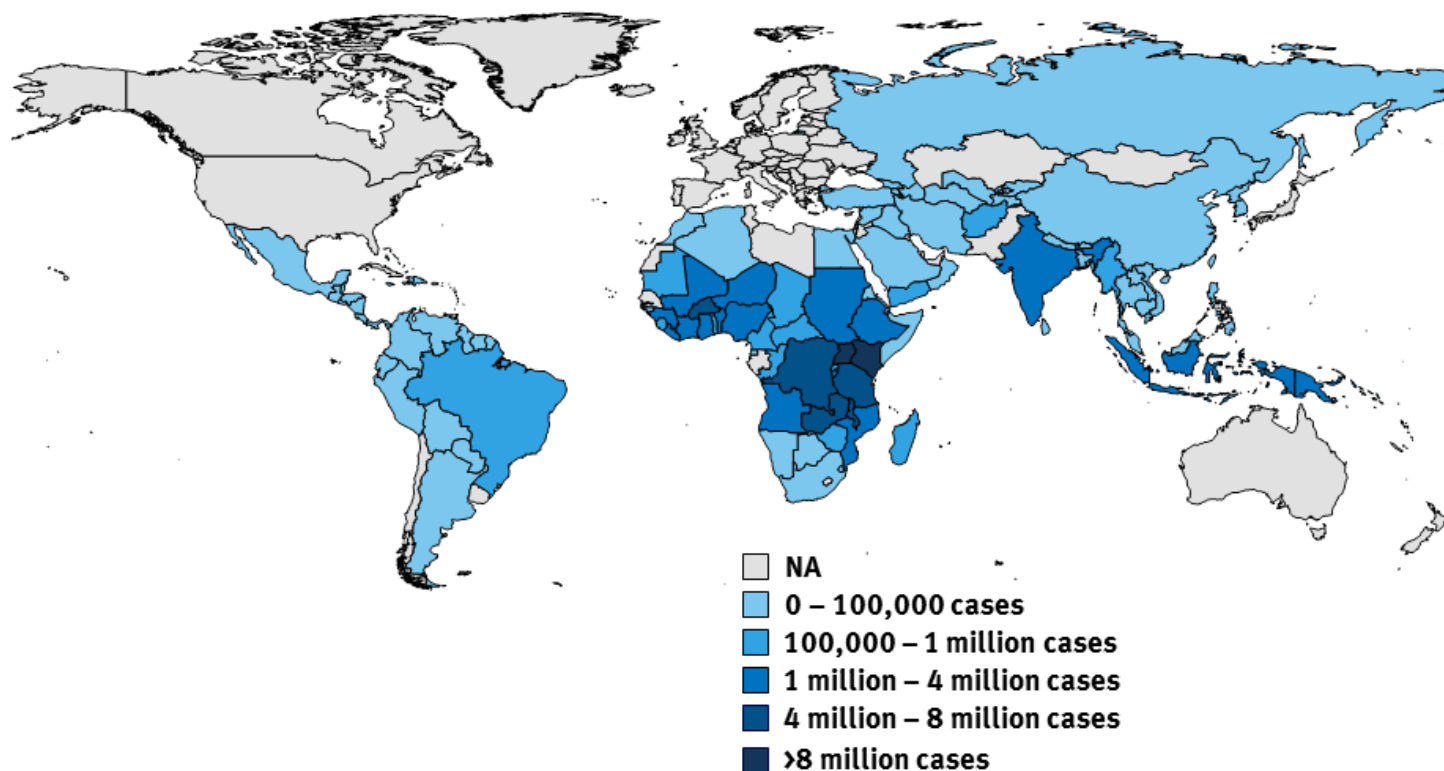 NA
0 – 100,000 cases
100,000 – 1 million cases
1 million – 4 million cases
4 million – 8 million cases
>8 million cases